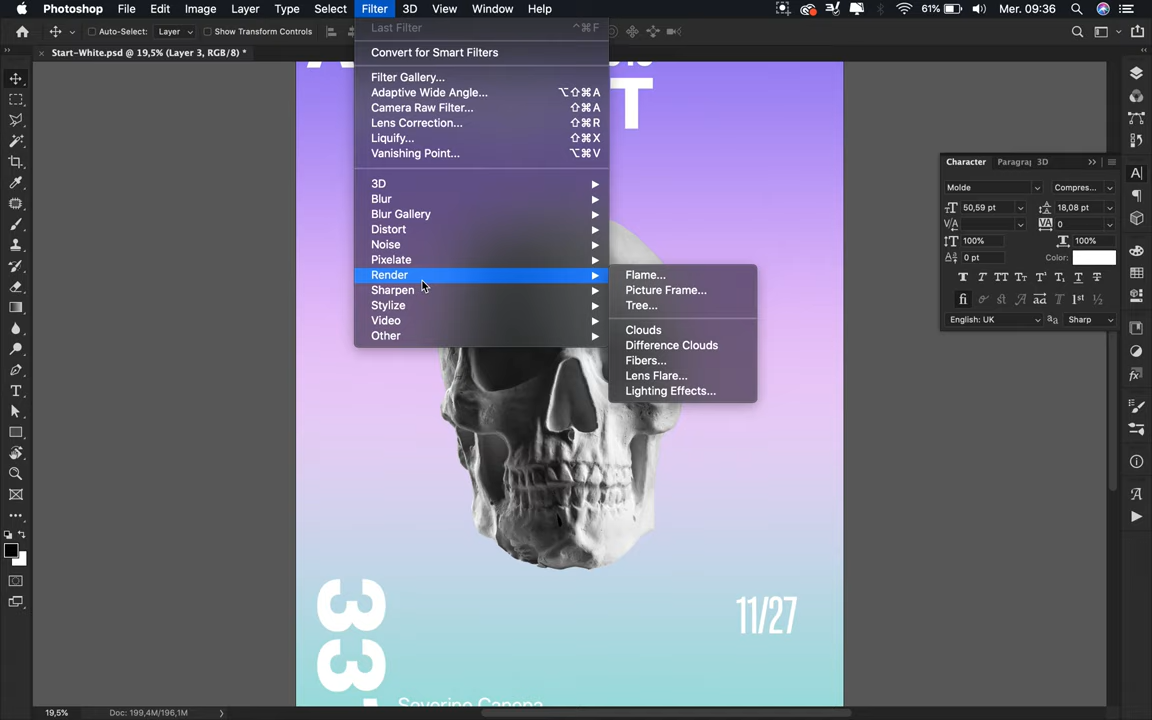 Photoshop File Edit Image Layer Type Select Filter 3D View Window Help 61% Mer. 09:36
Auto-Select: Layer Show Transform Controls
Start-White.psd @ 19,5% (Layer 3, RGB/8) *
Last Filter ^⌘F
Convert for Smart Filters
Filter Gallery...
Adaptive Wide Angle... ⌥⇧⌘A
Camera Raw Filter... ⇧⌘A
Lens Correction... ⇧⌘R
Liquify... ⇧⌘X
Vanishing Point... ⌥⌘V
3D
Blur
Blur Gallery
Distort
Noise
Pixelate
Render
Sharpen
Stylize
Video
Other
Flame...
Picture Frame...
Tree...
Clouds
Difference Clouds
Fibers...
Lens Flare...
Lighting Effects...
Character Paragra 3D
Molde Compres...
50,59 pt 18,08 pt
0
100% 100%
0 pt Color:
English: UK Sharp
11/27
33
Severine Canepa
19,5% Doc: 199,4M/196,1M